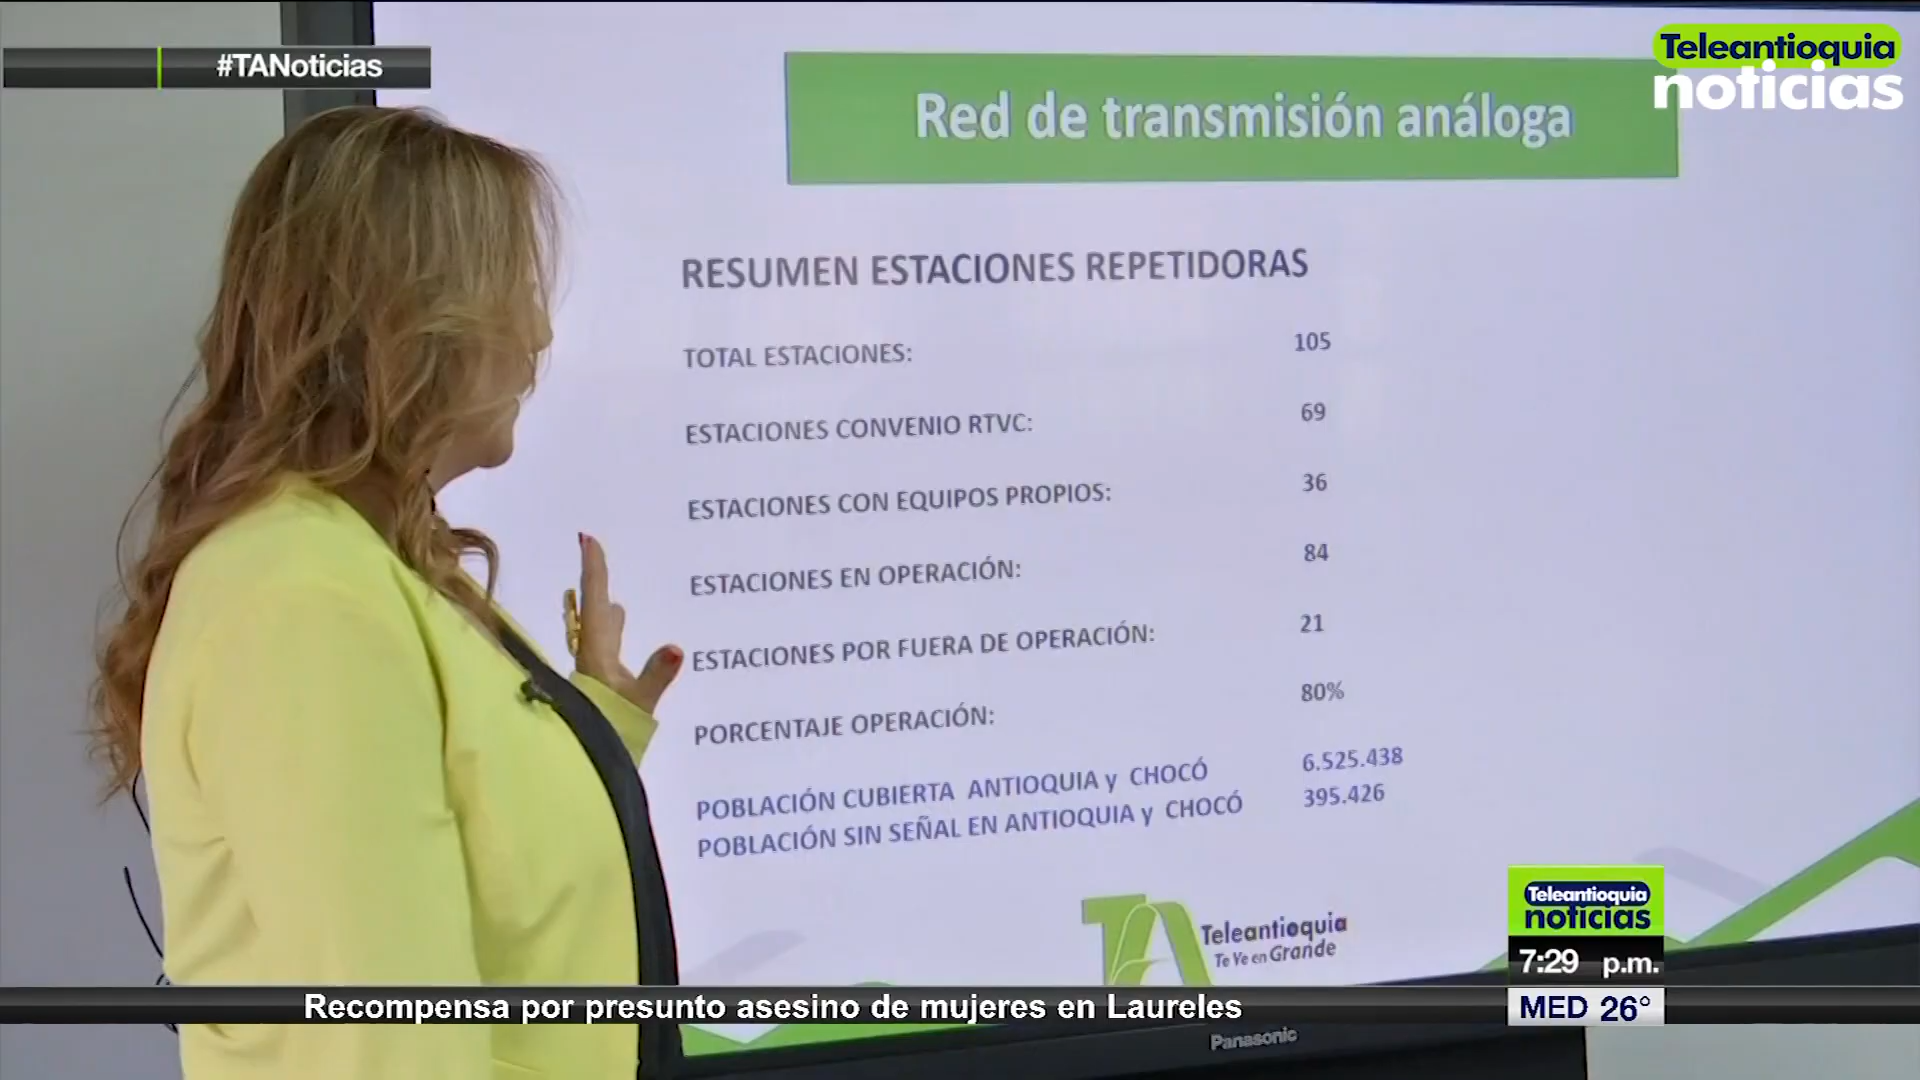 #TANoticias
Teleantioquia
noticias
Red de transmisión análoga
RESUMEN ESTACIONES REPETIDORAS
TOTAL ESTACIONES: 105
ESTACIONES CONVENIO RTVC: 69
ESTACIONES CON EQUIPOS PROPIOS: 36
ESTACIONES EN OPERACIÓN: 84
ESTACIONES POR FUERA DE OPERACIÓN: 21
PORCENTAJE OPERACIÓN: 80%
POBLACIÓN CUBIERTA ANTIOQUIA y CHOCÓ 6.525.438
POBLACIÓN SIN SEÑAL EN ANTIOQUIA y CHOCÓ 395.426
TA
Teleantioquia
Te Ve en Grande
Teleantioquia
noticias
7:29 p.m.
Recompensa por presunto asesino de mujeres en Laureles
MED 26°
Panasonic